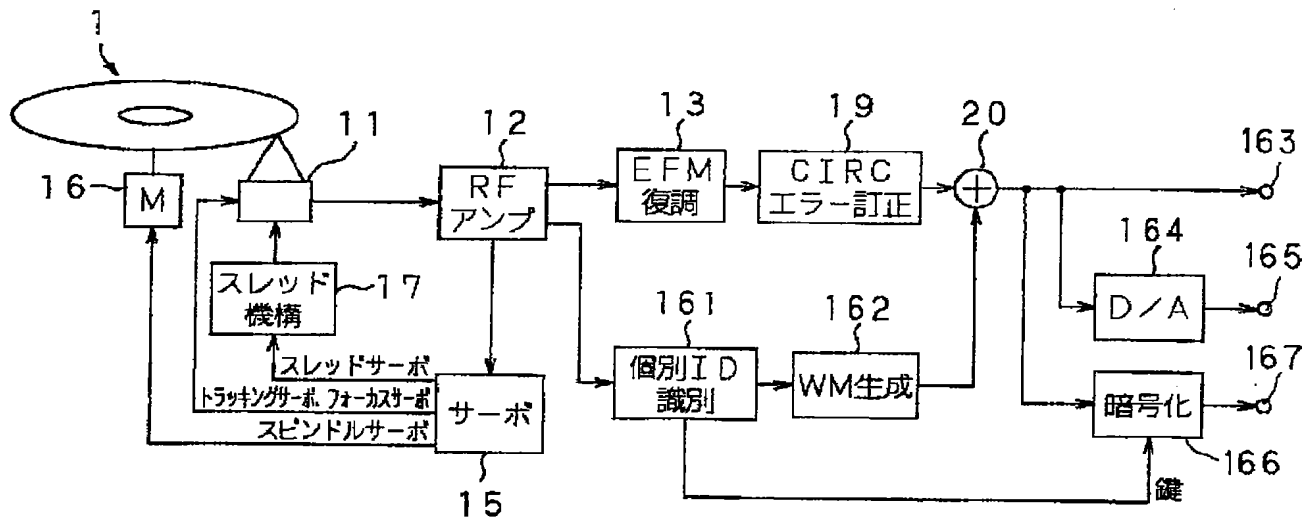 1
16
M
11
12
RF
アンプ
13
EFM
復調
19
CIRC
エラー訂正
20
163
164
D/A
165
スレッド
機構
17
161
個別ID
識別
162
WM生成
167
暗号化
166
鍵
スレッドサーボ
トラッキングサーボ、フォーカスサーボ
スピンドルサーボ
サーボ
15